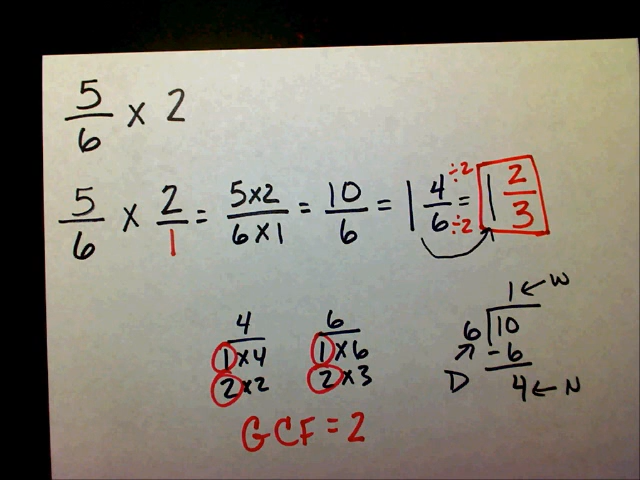 5/6 x 2
5/6 x 2/1 = 5x2/6x1 = 10/6 = 1 4÷2/6÷2 = 1 2/3
4
1x4
2x2
6
1x6
2x3
GCF = 2
1 ← W
6 10
-6
D 4 ← N